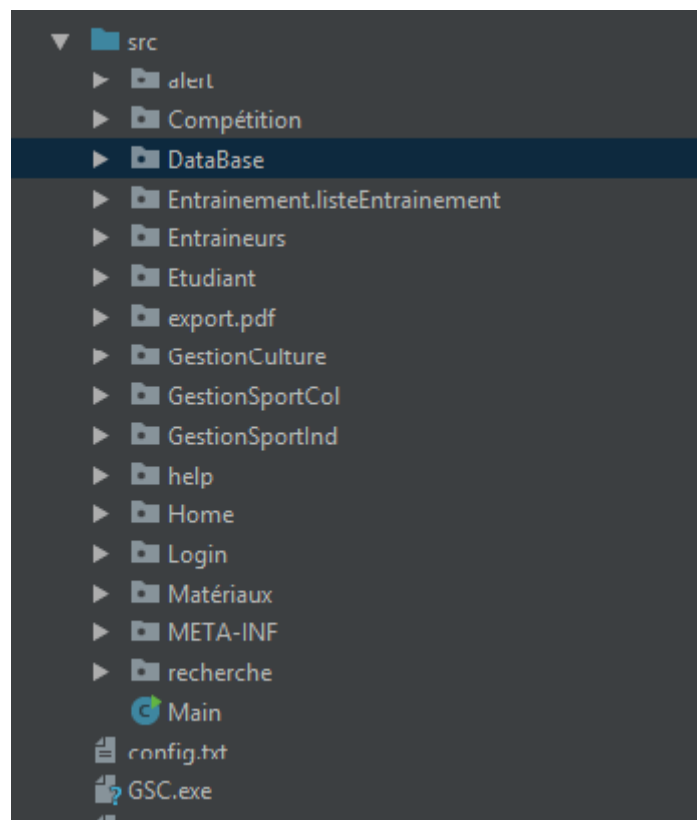 src
alert
Compétition
DataBase
Entrainement.listeEntrainement
Entraineurs
Etudiant
export.pdf
GestionCulture
GestionSportCol
GestionSportInd
help
Home
Login
Matériaux
META-INF
recherche
C Main
config.txt
GSC.exe